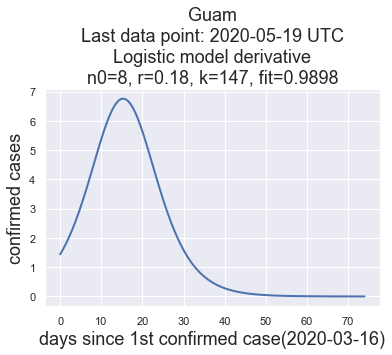 Guam
Last data point: 2020-05-19 UTC
Logistic model derivative
n0=8, r=0.18, k=147, fit=0.9898
7
6
5
4
3
2
1
0
confirmed cases
0 10 20 30 40 50 60 70
days since 1st confirmed case(2020-03-16)